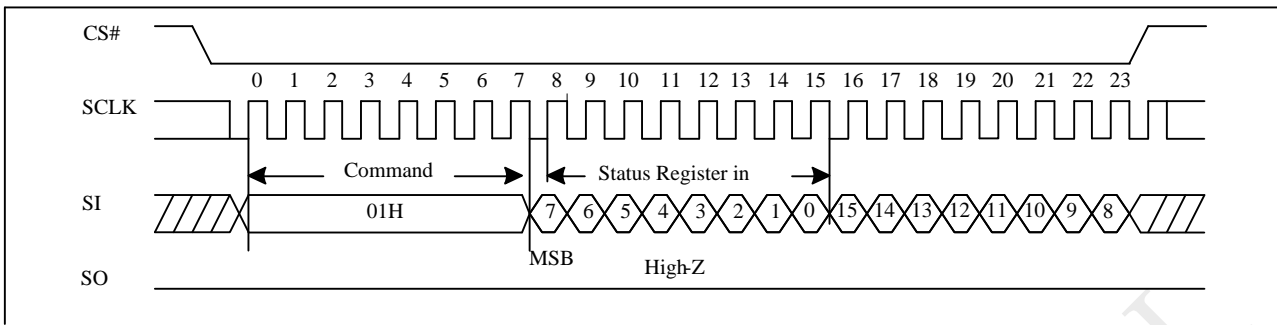 CS#
0 1 2 3 4 5 6 7 8 9 10 11 12 13 14 15 16 17 18 19 20 21 22 23
SCLK
Command Status Register in
SI 01H 7 6 5 4 3 2 1 0 15 14 13 12 11 10 9 8
MSB High-Z
SO